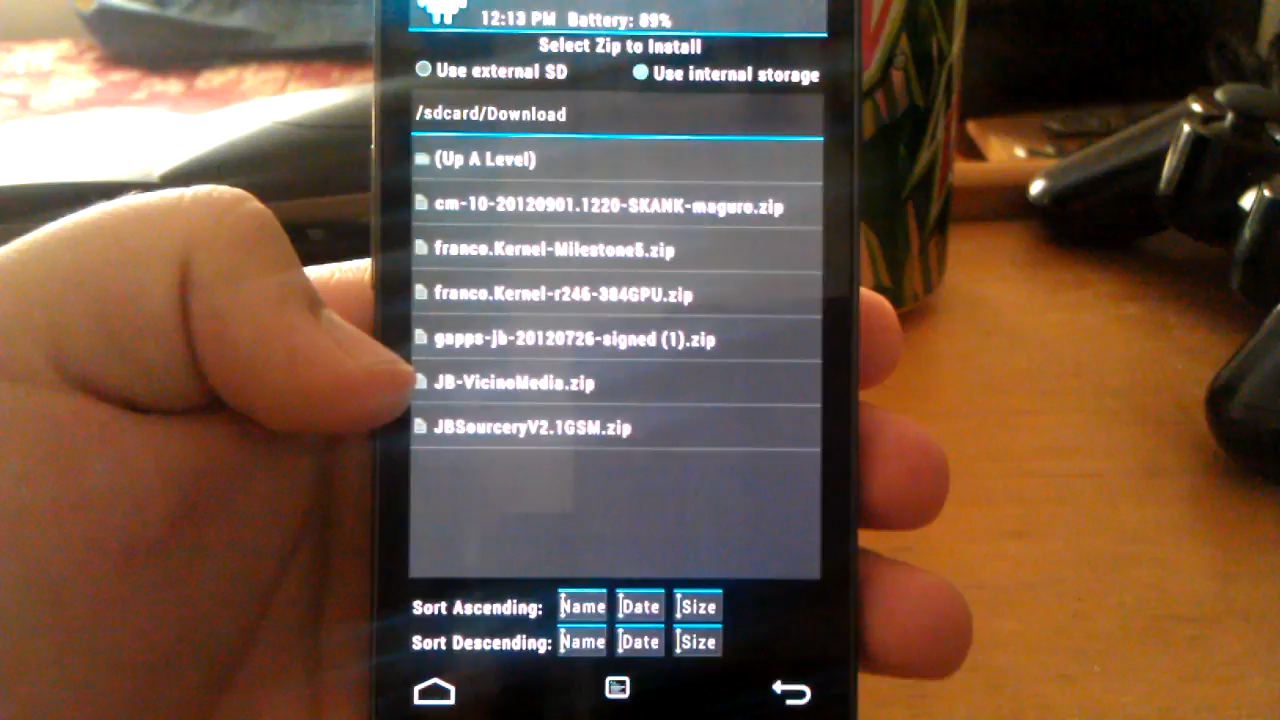 12:13 PM Battery: 89%
Select Zip to Install
Use external SD Use internal storage
/sdcard/Download
(Up A Level)
cm-10-20120901.1220-SKANK-maguro.zip
franco.Kernel-Milestone5.zip
franco.Kernel-r246-384GPU.zip
gapps-jb-20120726-signed (1).zip
JB-VicinoMedia.zip
JBSourceryV2.1GSM.zip
Sort Ascending: Name Date Size
Sort Descending: Name Date Size